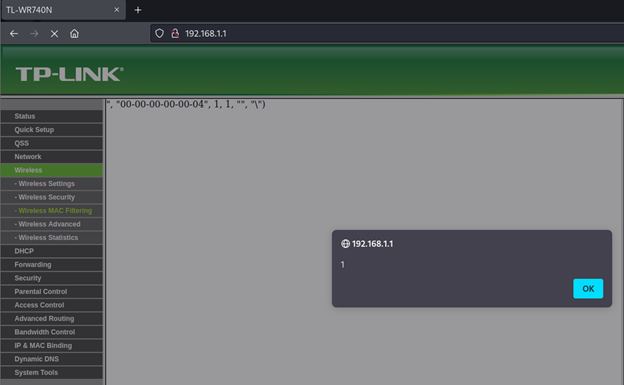 TL-WR740N
192.168.1.1
TP-LINK®
", "00-00-00-00-00-04", 1, 1, "", "\")
Status
Quick Setup
QSS
Network
Wireless
- Wireless Settings
- Wireless Security
- Wireless MAC Filtering
- Wireless Advanced
- Wireless Statistics
DHCP
Forwarding
Security
Parental Control
Access Control
Advanced Routing
Bandwidth Control
IP & MAC Binding
Dynamic DNS
System Tools
192.168.1.1
1
OK